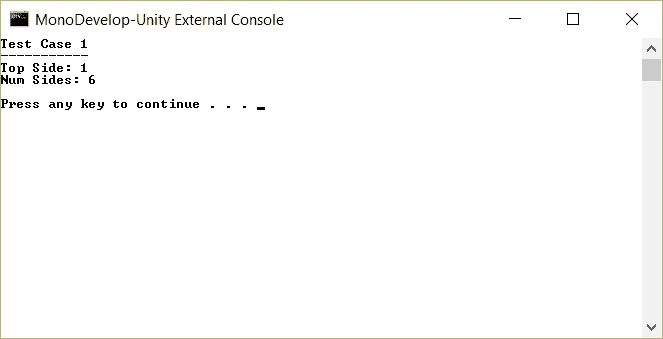 MonoDevelop-Unity External Console
Test Case 1
-----------
Top Side: 1
Num Sides: 6
Press any key to continue . . .